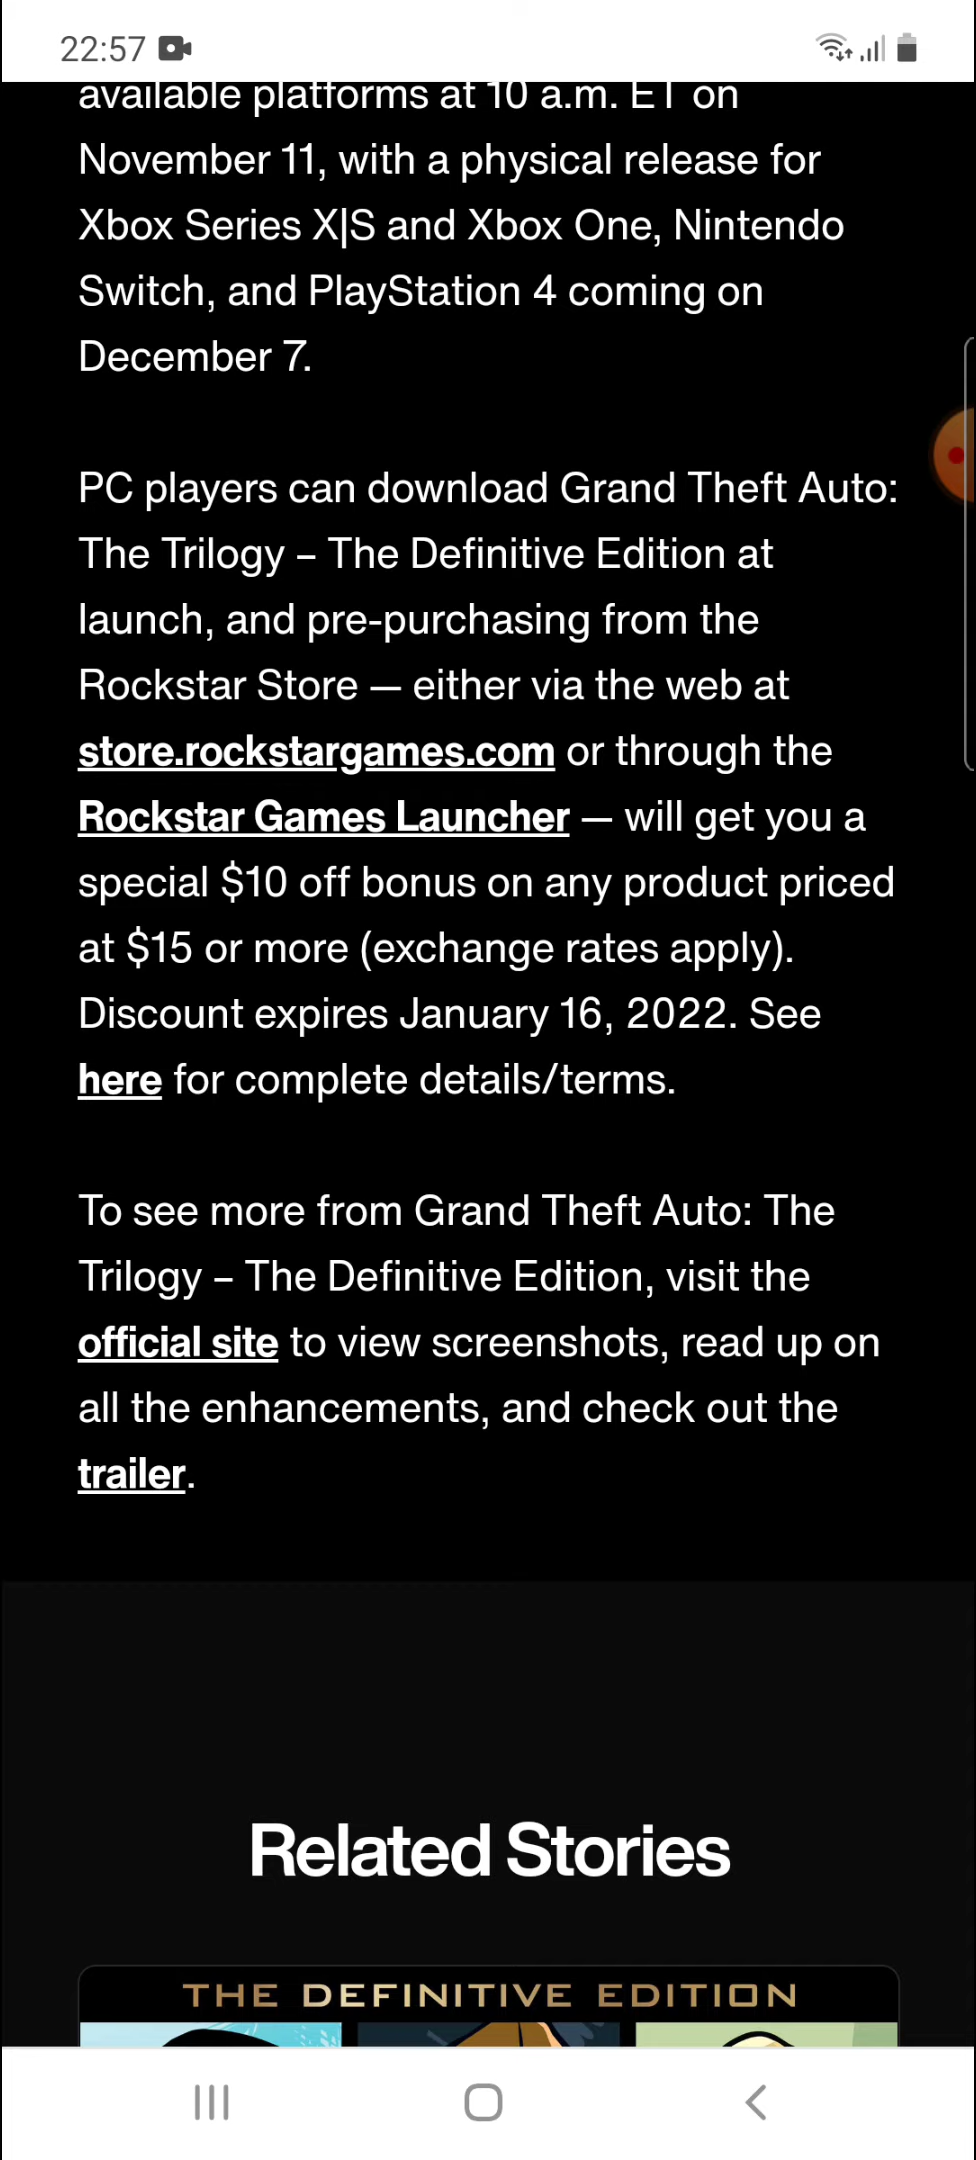 22:57
available platforms at 10 a.m. ET on
November 11, with a physical release for
Xbox Series X|S and Xbox One, Nintendo
Switch, and PlayStation 4 coming on
December 7.
PC players can download Grand Theft Auto:
The Trilogy – The Definitive Edition at
launch, and pre-purchasing from the
Rockstar Store — either via the web at
store.rockstargames.com or through the
Rockstar Games Launcher — will get you a
special $10 off bonus on any product priced
at $15 or more (exchange rates apply).
Discount expires January 16, 2022. See
here for complete details/terms.
To see more from Grand Theft Auto: The
Trilogy – The Definitive Edition, visit the
official site to view screenshots, read up on
all the enhancements, and check out the
trailer.
Related Stories
THE DEFINITIVE EDITION